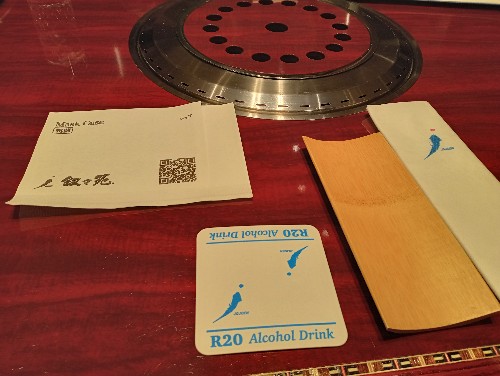 Mask Case
叙々苑
R20 Alcohol Drink
R20 Alcohol Drink